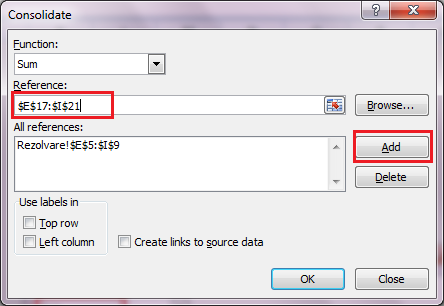 Consolidate
Function:
Sum
Reference:
$E$17:$I$21
Browse...
All references:
Rezolvare!$E$5:$I$9
Add
Delete
Use labels in
Top row
Left column
Create links to source data
OK
Close